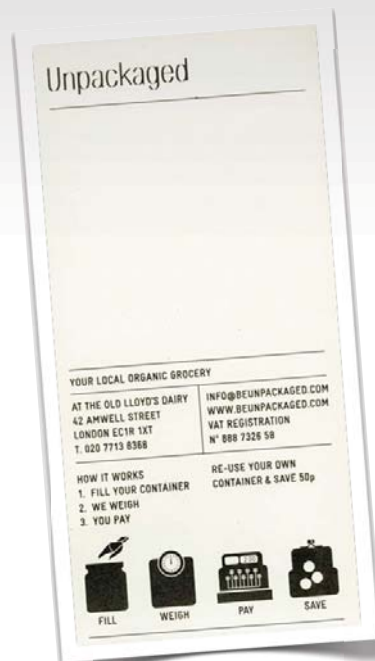 Unpackaged
YOUR LOCAL ORGANIC GROCERY
AT THE OLD LLOYD'S DAIRY
42 AMWELL STREET
LONDON EC1R 1XT
T. 020 7713 8368
INFO@BEUNPACKAGED.COM
WWW.BEUNPACKAGED.COM
VAT REGISTRATION
N° 888 7326 58
HOW IT WORKS
1. FILL YOUR CONTAINER
2. WE WEIGH
3. YOU PAY
RE-USE YOUR OWN
CONTAINER & SAVE 50p
FILL
WEIGH
PAY
SAVE